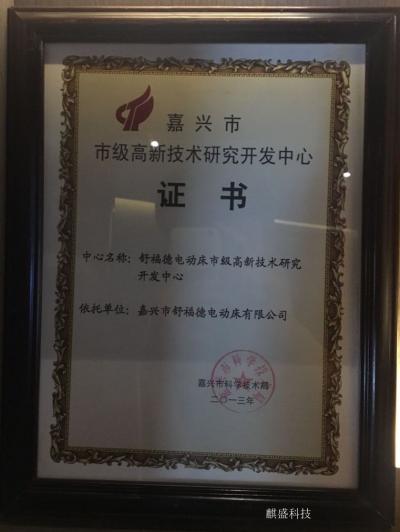 嘉兴市
市级高新技术研究开发中心
证书
中心名称：舒福德电动床市级高新技术研究
开发中心
依托单位：嘉兴市舒福德电动床有限公司
嘉兴市科学技术局
二〇一三年
麒盛科技